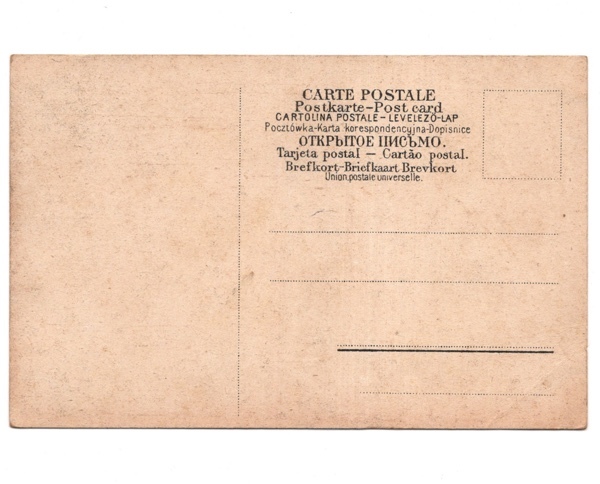 CARTE POSTALE
Postkarte-Post card
CARTOLINA POSTALE-LEVELEZÖ-LAP
Pocztówka-Karta korespondencyjna-Dopisnice
ОТКРЫТОЕ ПИСЬМО.
Tarjeta postal — Cartão postal.
Brefkort-Briefkaart Brevkort
Union postale universelle.